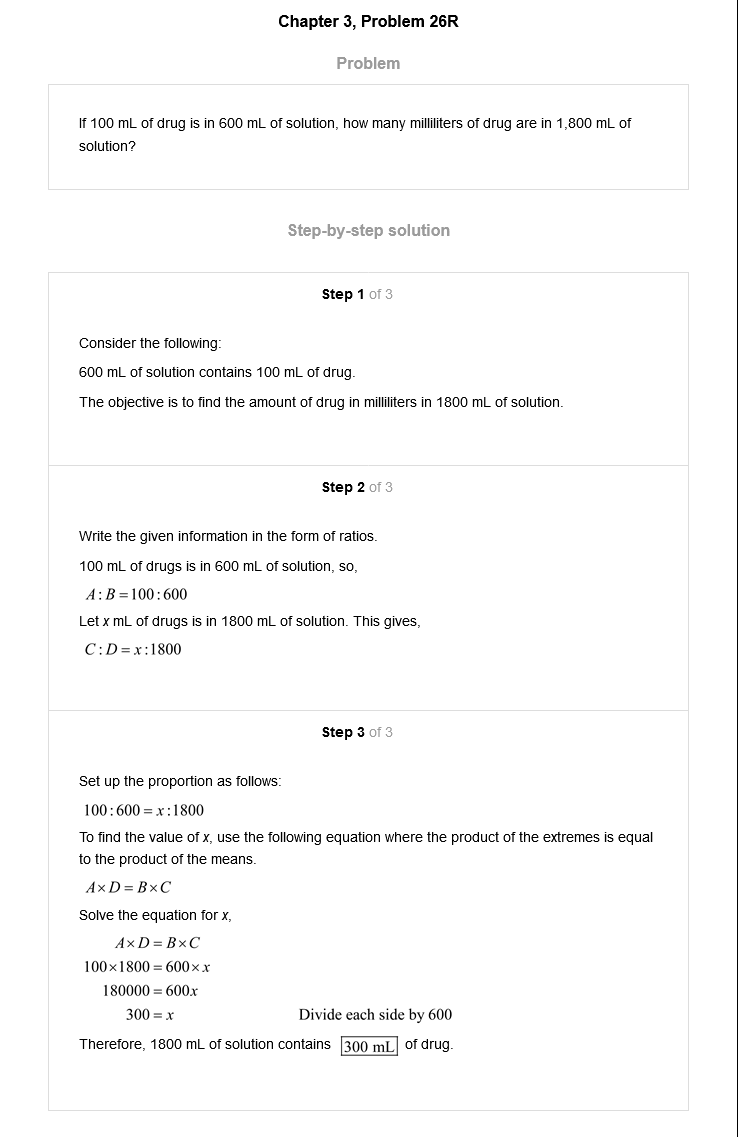 Chapter 3, Problem 26R
Problem
If 100 mL of drug is in 600 mL of solution, how many milliliters of drug are in 1,800 mL of
solution?
Step-by-step solution
Step 1 of 3
Consider the following:
600 mL of solution contains 100 mL of drug.
The objective is to find the amount of drug in milliliters in 1800 mL of solution.
Step 2 of 3
Write the given information in the form of ratios.
100 mL of drugs is in 600 mL of solution, so,
A:B=100:600
Let x mL of drugs is in 1800 mL of solution. This gives,
C:D=x:1800
Step 3 of 3
Set up the proportion as follows:
100:600=x:1800
To find the value of x, use the following equation where the product of the extremes is equal
to the product of the means.
A×D=B×C
Solve the equation for x,
A×D=B×C
100×1800=600×x
180000=600x
300=x Divide each side by 600
Therefore, 1800 mL of solution contains 300 mL of drug.